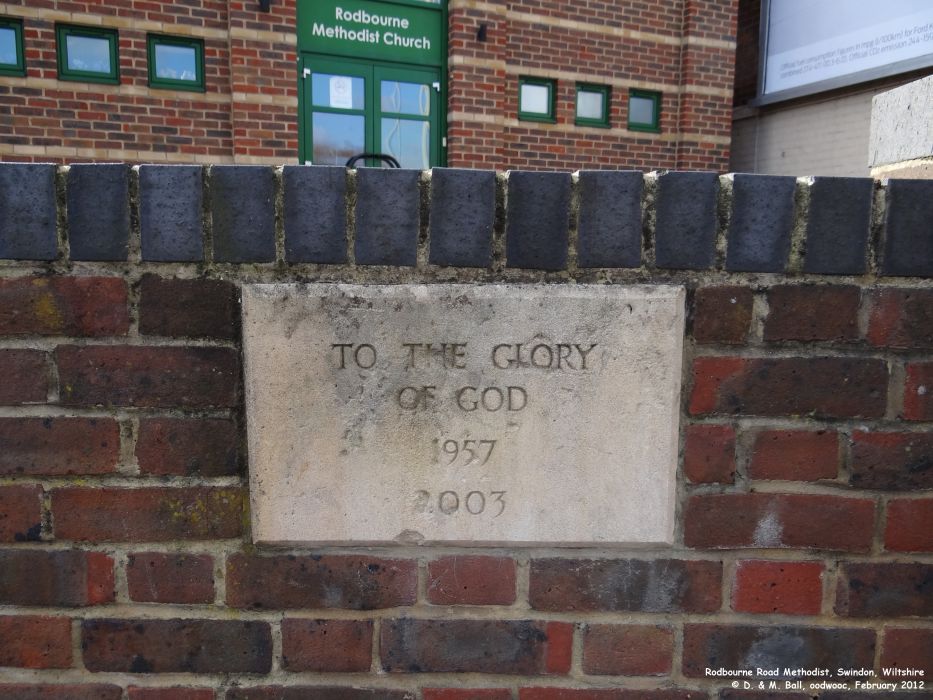 Rodbourne
Methodist Church
TO THE GLORY
OF GOD
1957
2003
Rodbourne Road Methodist, Swindon, Wiltshire
© D. & M. Ball, oodwooc, February 2012